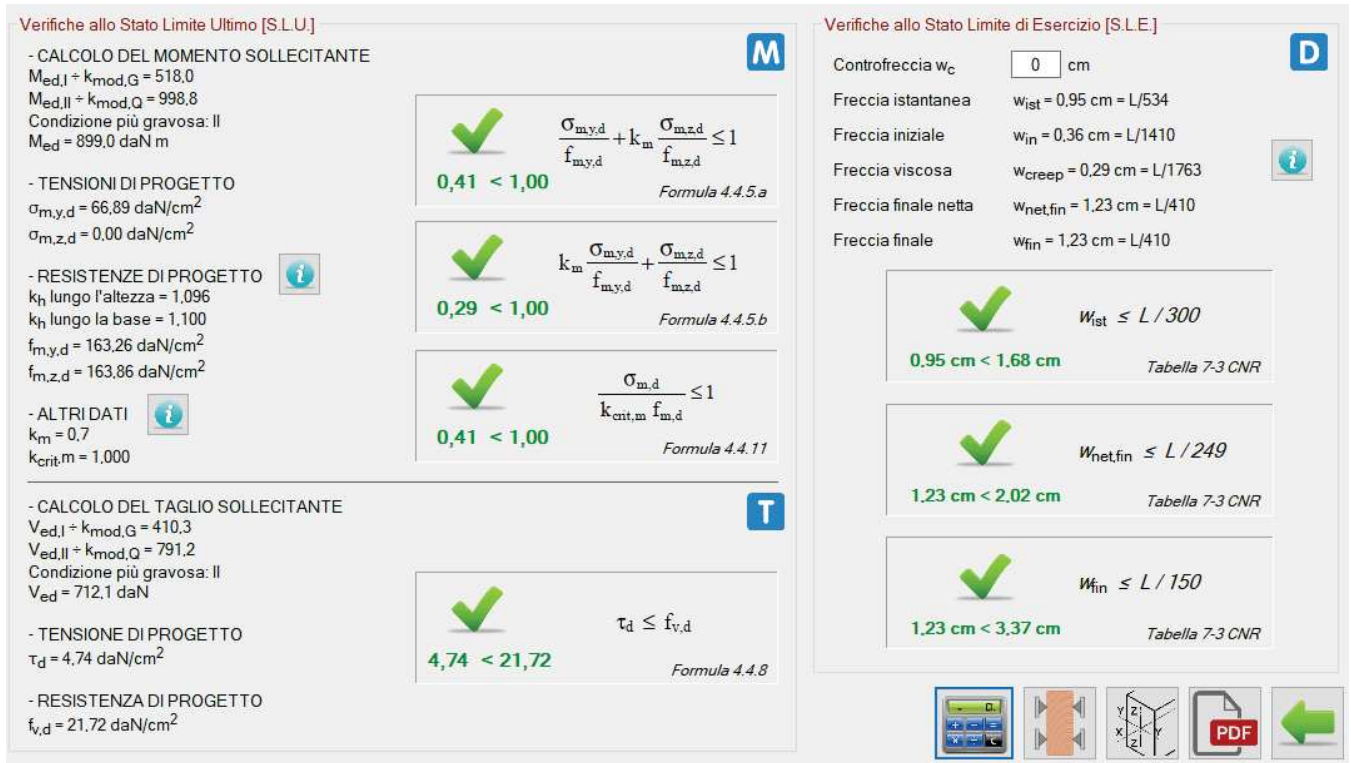 Verifiche allo Stato Limite Ultimo [S.L.U.]
- CALCOLO DEL MOMENTO SOLLECITANTE
M
Med,I ÷ kmod,G = 518,0
Med,II ÷ kmod,Q = 998,8
Condizione più gravosa: II
Med = 899,0 daN m
σm,y,d/fm,y,d + km σm,z,d/fm,z,d ≤ 1
0,41 < 1,00
Formula 4.4.5.a
- TENSIONI DI PROGETTO
σm,y,d = 66,89 daN/cm²
σm,z,d = 0,00 daN/cm²
km σm,y,d/fm,y,d + σm,z,d/fm,z,d ≤ 1
0,29 < 1,00
Formula 4.4.5.b
- RESISTENZE DI PROGETTO
kh lungo l'altezza = 1,096
kh lungo la base = 1,100
fm,y,d = 163,26 daN/cm²
fm,z,d = 163,86 daN/cm²
σm,d/kcrit,m fm,d ≤ 1
0,41 < 1,00
Formula 4.4.11
- ALTRI DATI
km = 0,7
kcrit,m = 1,000
- CALCOLO DEL TAGLIO SOLLECITANTE
T
Ved,I ÷ kmod,G = 410,3
Ved,II ÷ kmod,Q = 791,2
Condizione più gravosa: II
Ved = 712,1 daN
τd ≤ fv,d
4,74 < 21,72
Formula 4.4.8
- TENSIONE DI PROGETTO
τd = 4,74 daN/cm²
- RESISTENZA DI PROGETTO
fv,d = 21,72 daN/cm²
Verifiche allo Stato Limite di Esercizio [S.L.E.]
D
Controfreccia wc 0 cm
Freccia istantanea wist = 0,95 cm = L/534
Freccia iniziale win = 0,36 cm = L/1410
Freccia viscosa wcreep = 0,29 cm = L/1763
Freccia finale netta wnet,fin = 1,23 cm = L/410
Freccia finale wfin = 1,23 cm = L/410
wist ≤ L / 300
0,95 cm < 1,68 cm
Tabella 7-3 CNR
wnet,fin ≤ L / 249
1,23 cm < 2,02 cm
Tabella 7-3 CNR
wfin ≤ L / 150
1,23 cm < 3,37 cm
Tabella 7-3 CNR
PDF